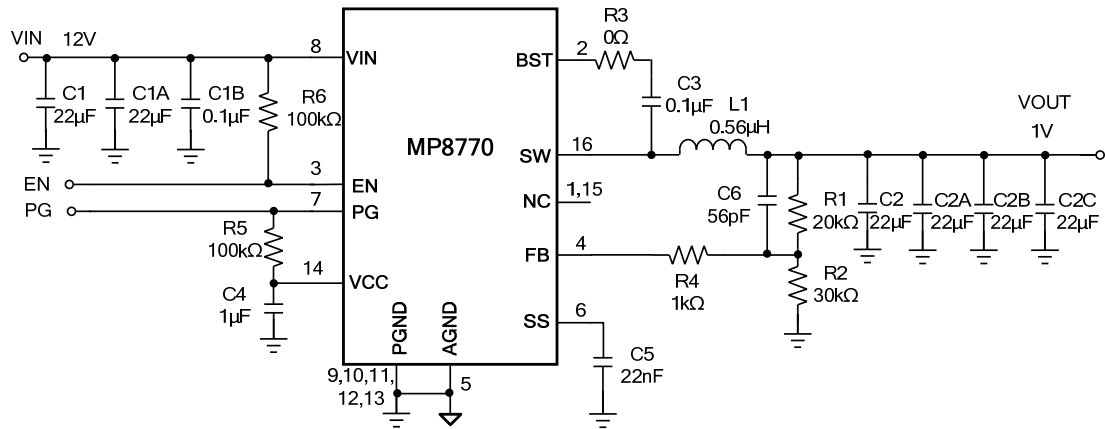 VIN 12V
C1
22µF
C1A
22µF
C1B
0.1µF
R6
100kΩ
8
VIN
EN
3
EN
PG
7
PG
R5
100kΩ
14
VCC
C4
1µF
MP8770
PGND
AGND
9,10,11,
12,13
5
BST
2
R3
0Ω
C3
0.1µF
SW
16
L1
0.56µH
VOUT
1V
NC
1,15
C6
56pF
R1
20kΩ
C2
22µF
C2A
22µF
C2B
22µF
C2C
22µF
FB
4
R4
1kΩ
R2
30kΩ
SS
6
C5
22nF